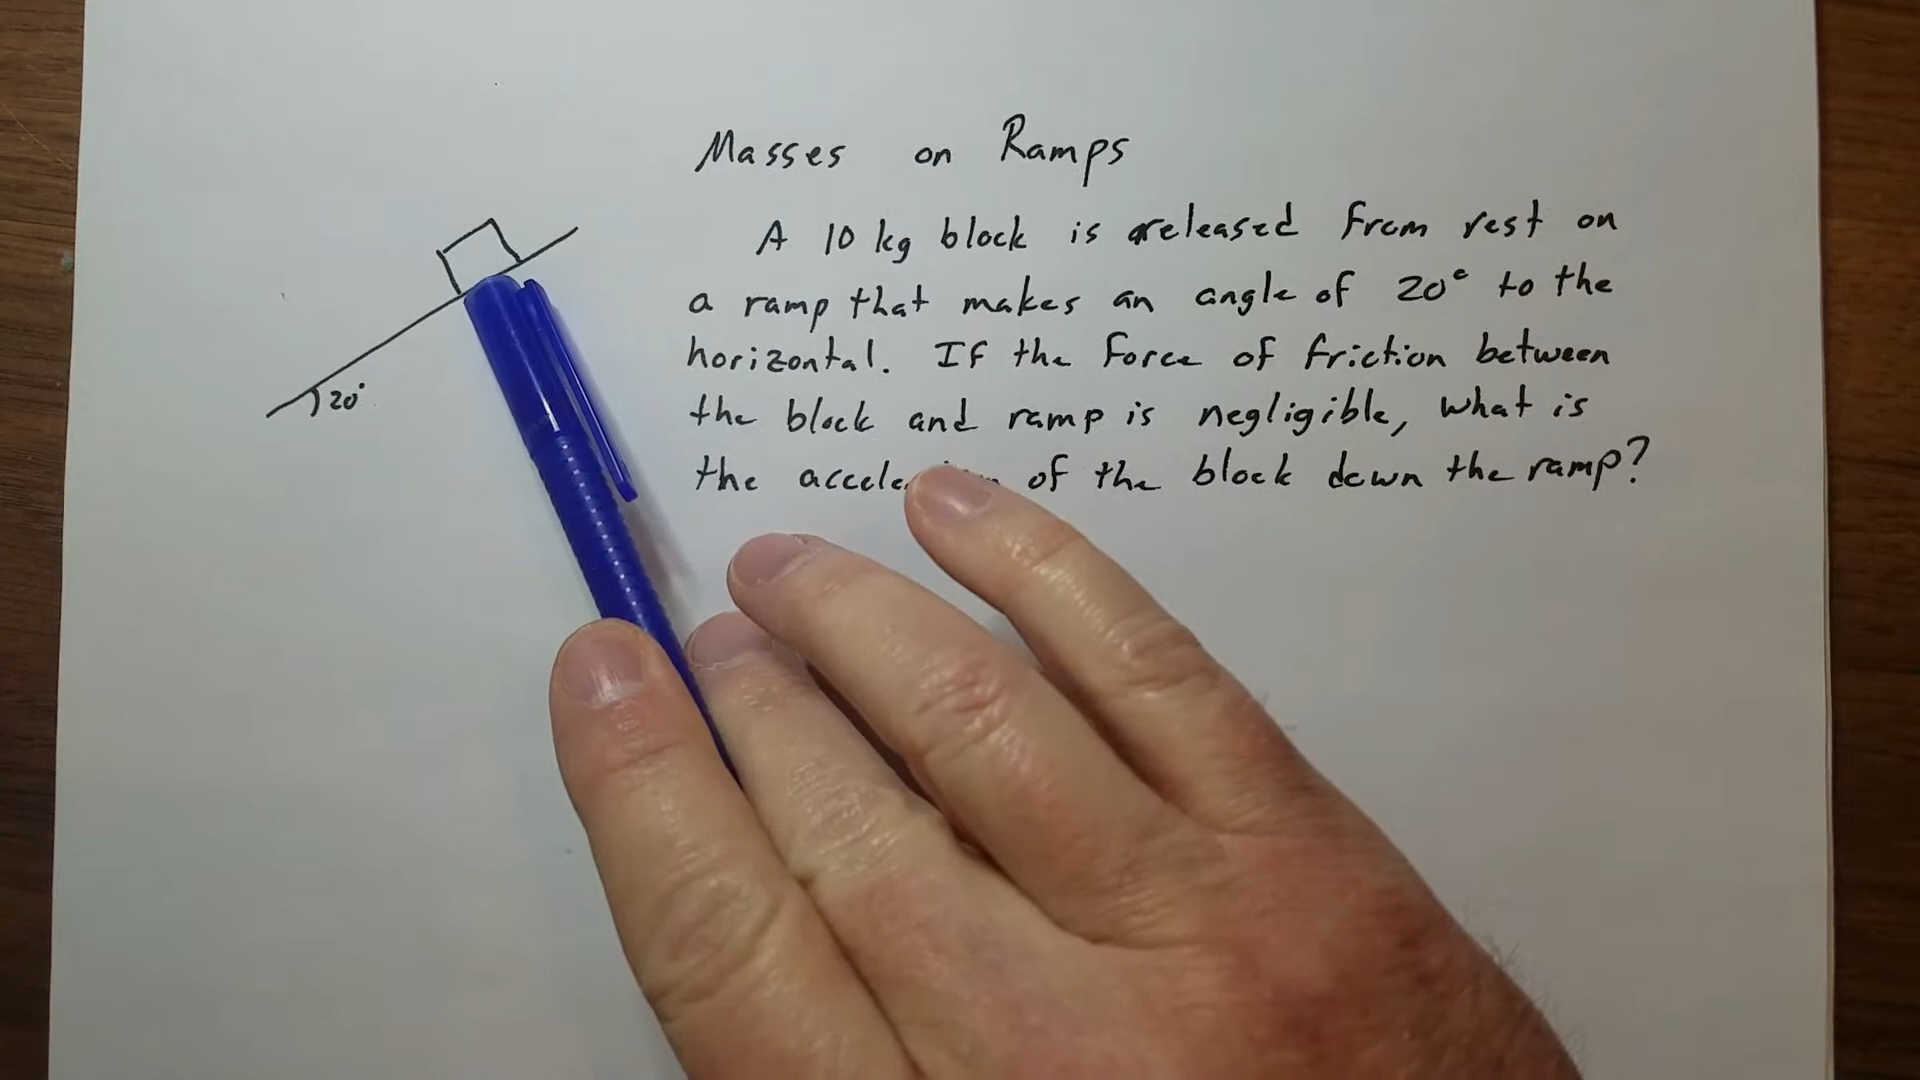 Masses on Ramps
A 10 kg block is released from rest on
a ramp that makes an angle of 20° to the
horizontal. If the force of friction between
the block and ramp is negligible, what is
the of the block down the ramp?
20°